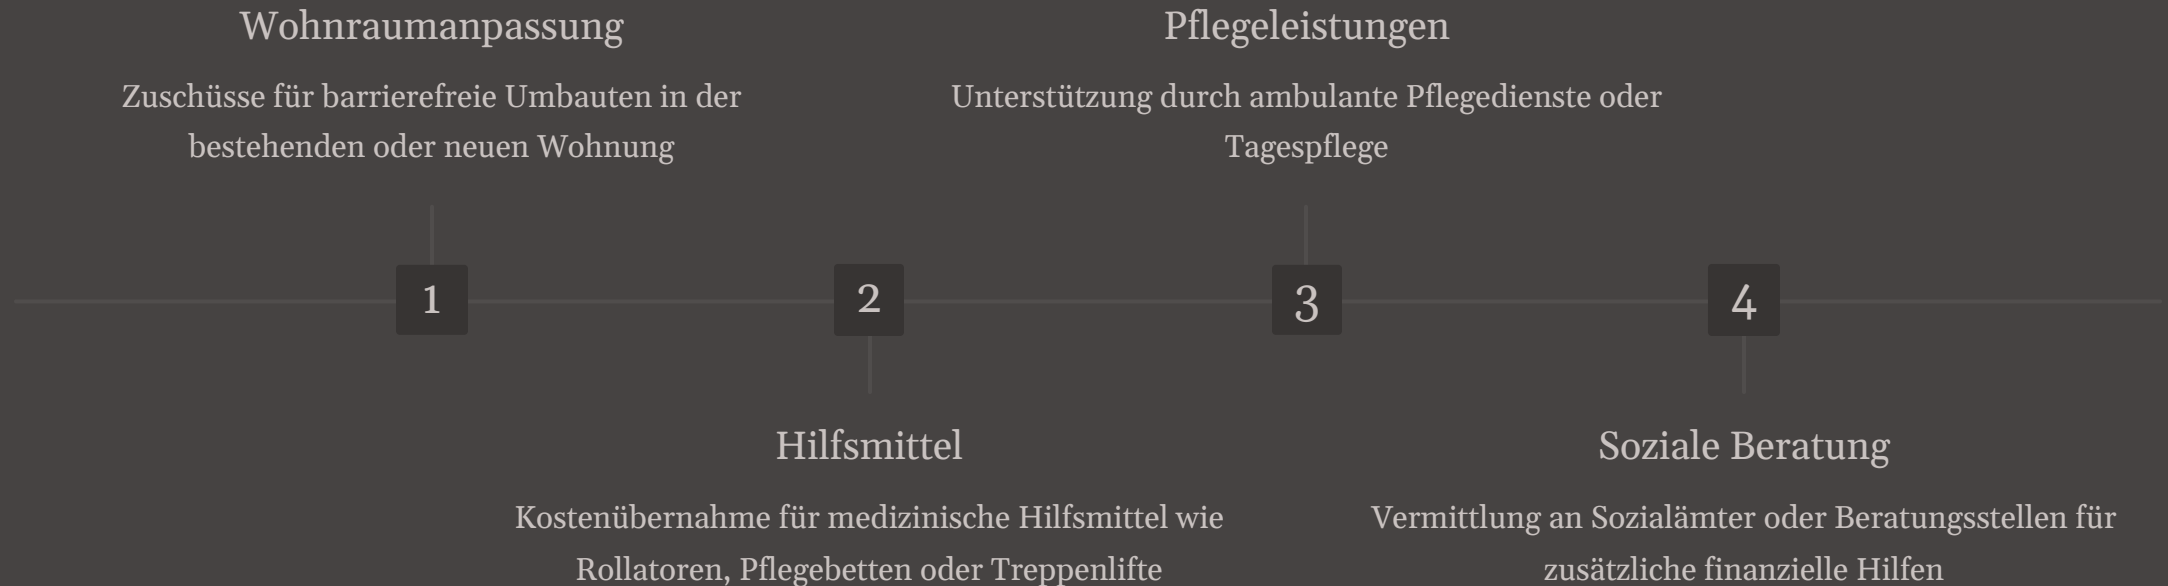 Wohnraumanpassung
Zuschüsse für barrierefreie Umbauten in der
bestehenden oder neuen Wohnung
1
Hilfsmittel
Kostenübernahme für medizinische Hilfsmittel wie
Rollatoren, Pflegebetten oder Treppenlifte
2
Pflegeleistungen
Unterstützung durch ambulante Pflegedienste oder
Tagespflege
3
Soziale Beratung
Vermittlung an Sozialämter oder Beratungsstellen für
zusätzliche finanzielle Hilfen
4